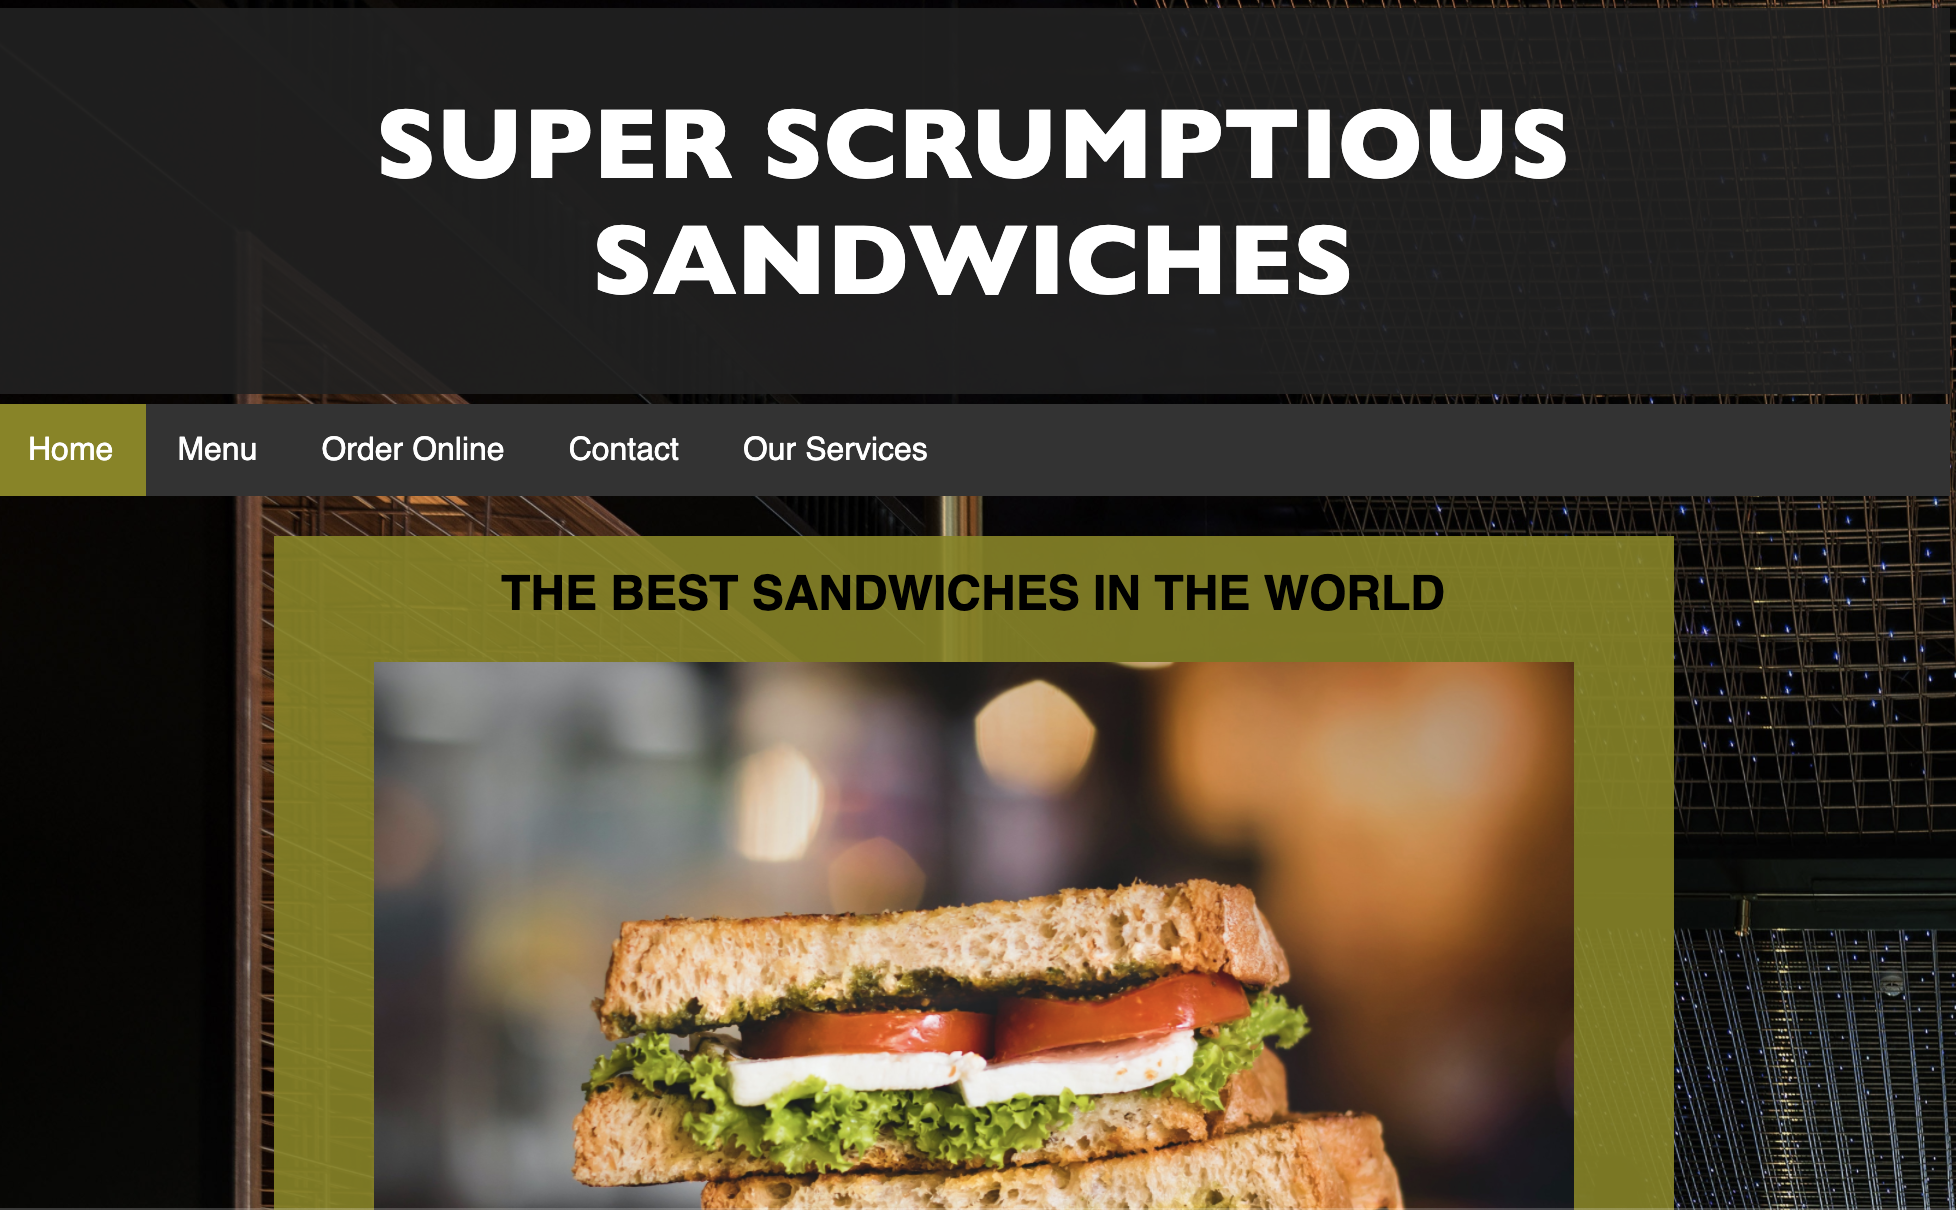 SUPER SCRUMPTIOUS
SANDWICHES
Home Menu Order Online Contact Our Services
THE BEST SANDWICHES IN THE WORLD